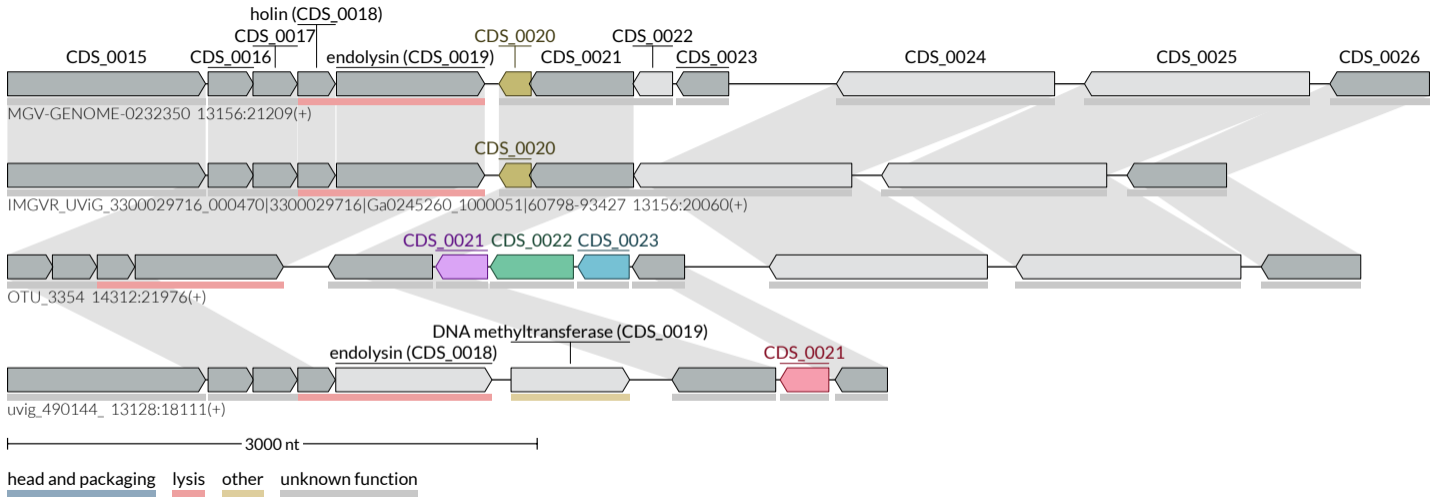 holin (CDS_0018)
CDS_0017 CDS_0020 CDS_0022
CDS_0015 CDS_0016 endolysin (CDS_0019) CDS_0021 CDS_0023 CDS_0024 CDS_0025 CDS_0026
MGV-GENOME-0232350 13156:21209(+)
CDS_0020
IMGVR_UViG_3300029716_000470|3300029716|Ga0245260_1000051|60798-93427 13156:20060(+)
CDS_0021 CDS_0022 CDS_0023
OTU_3354 14312:21976(+)
DNA methyltransferase (CDS_0019)
endolysin (CDS_0018) CDS_0021
uvig_490144_ 13128:18111(+)
3000 nt
head and packaging lysis other unknown function